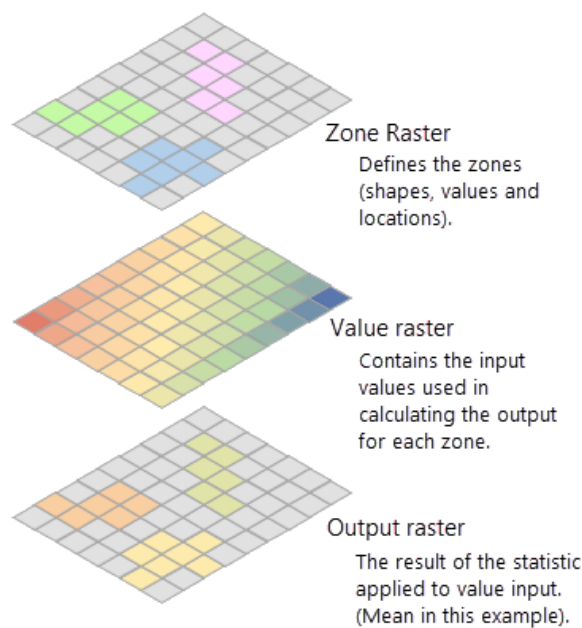 Zone Raster
Defines the zones
(shapes, values and
locations).
Value raster
Contains the input
values used in
calculating the output
for each zone.
Output raster
The result of the statistic
applied to value input.
(Mean in this example).